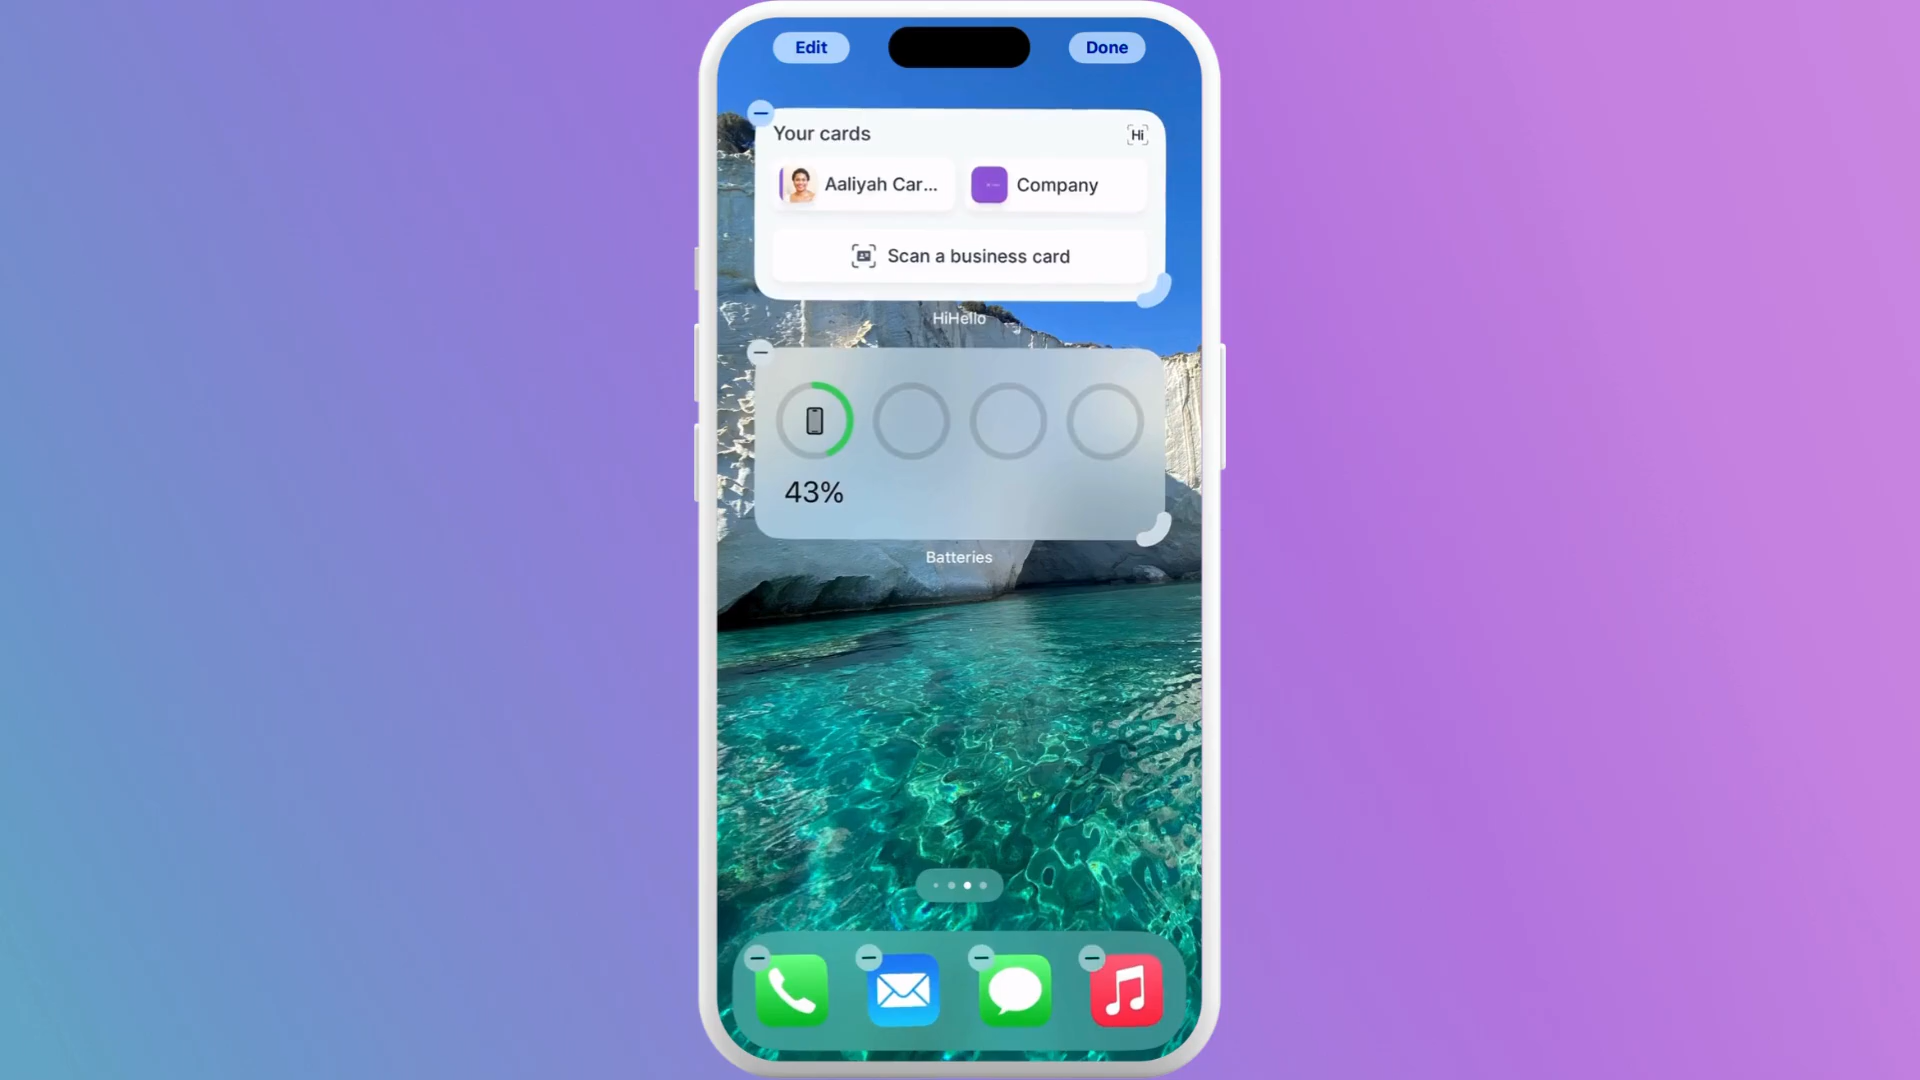 Edit
Done
Your cards
Hi
Aaliyah Car...
Company
Scan a business card
HiHello
43%
Batteries